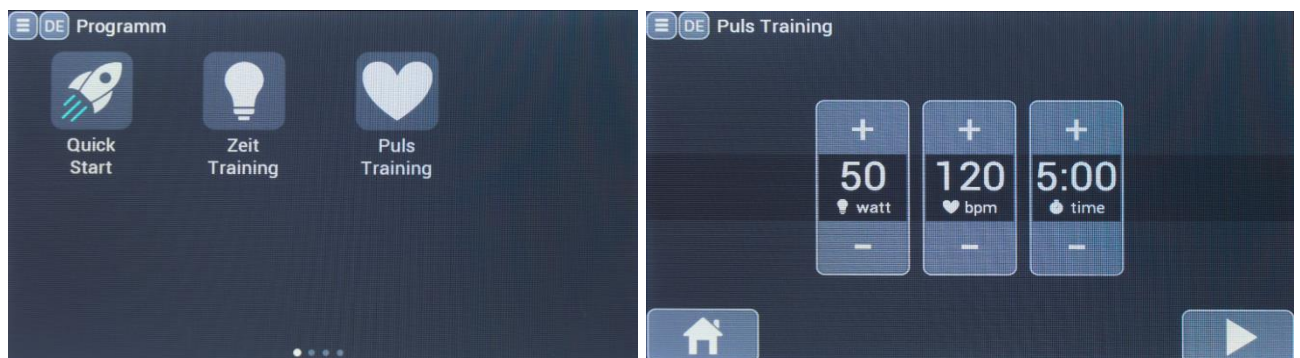 DE Programm
Quick
Start
Zeit
Training
Puls
Training
DE Puls Training
+ + +
50 120 5:00
watt bpm time
- - -